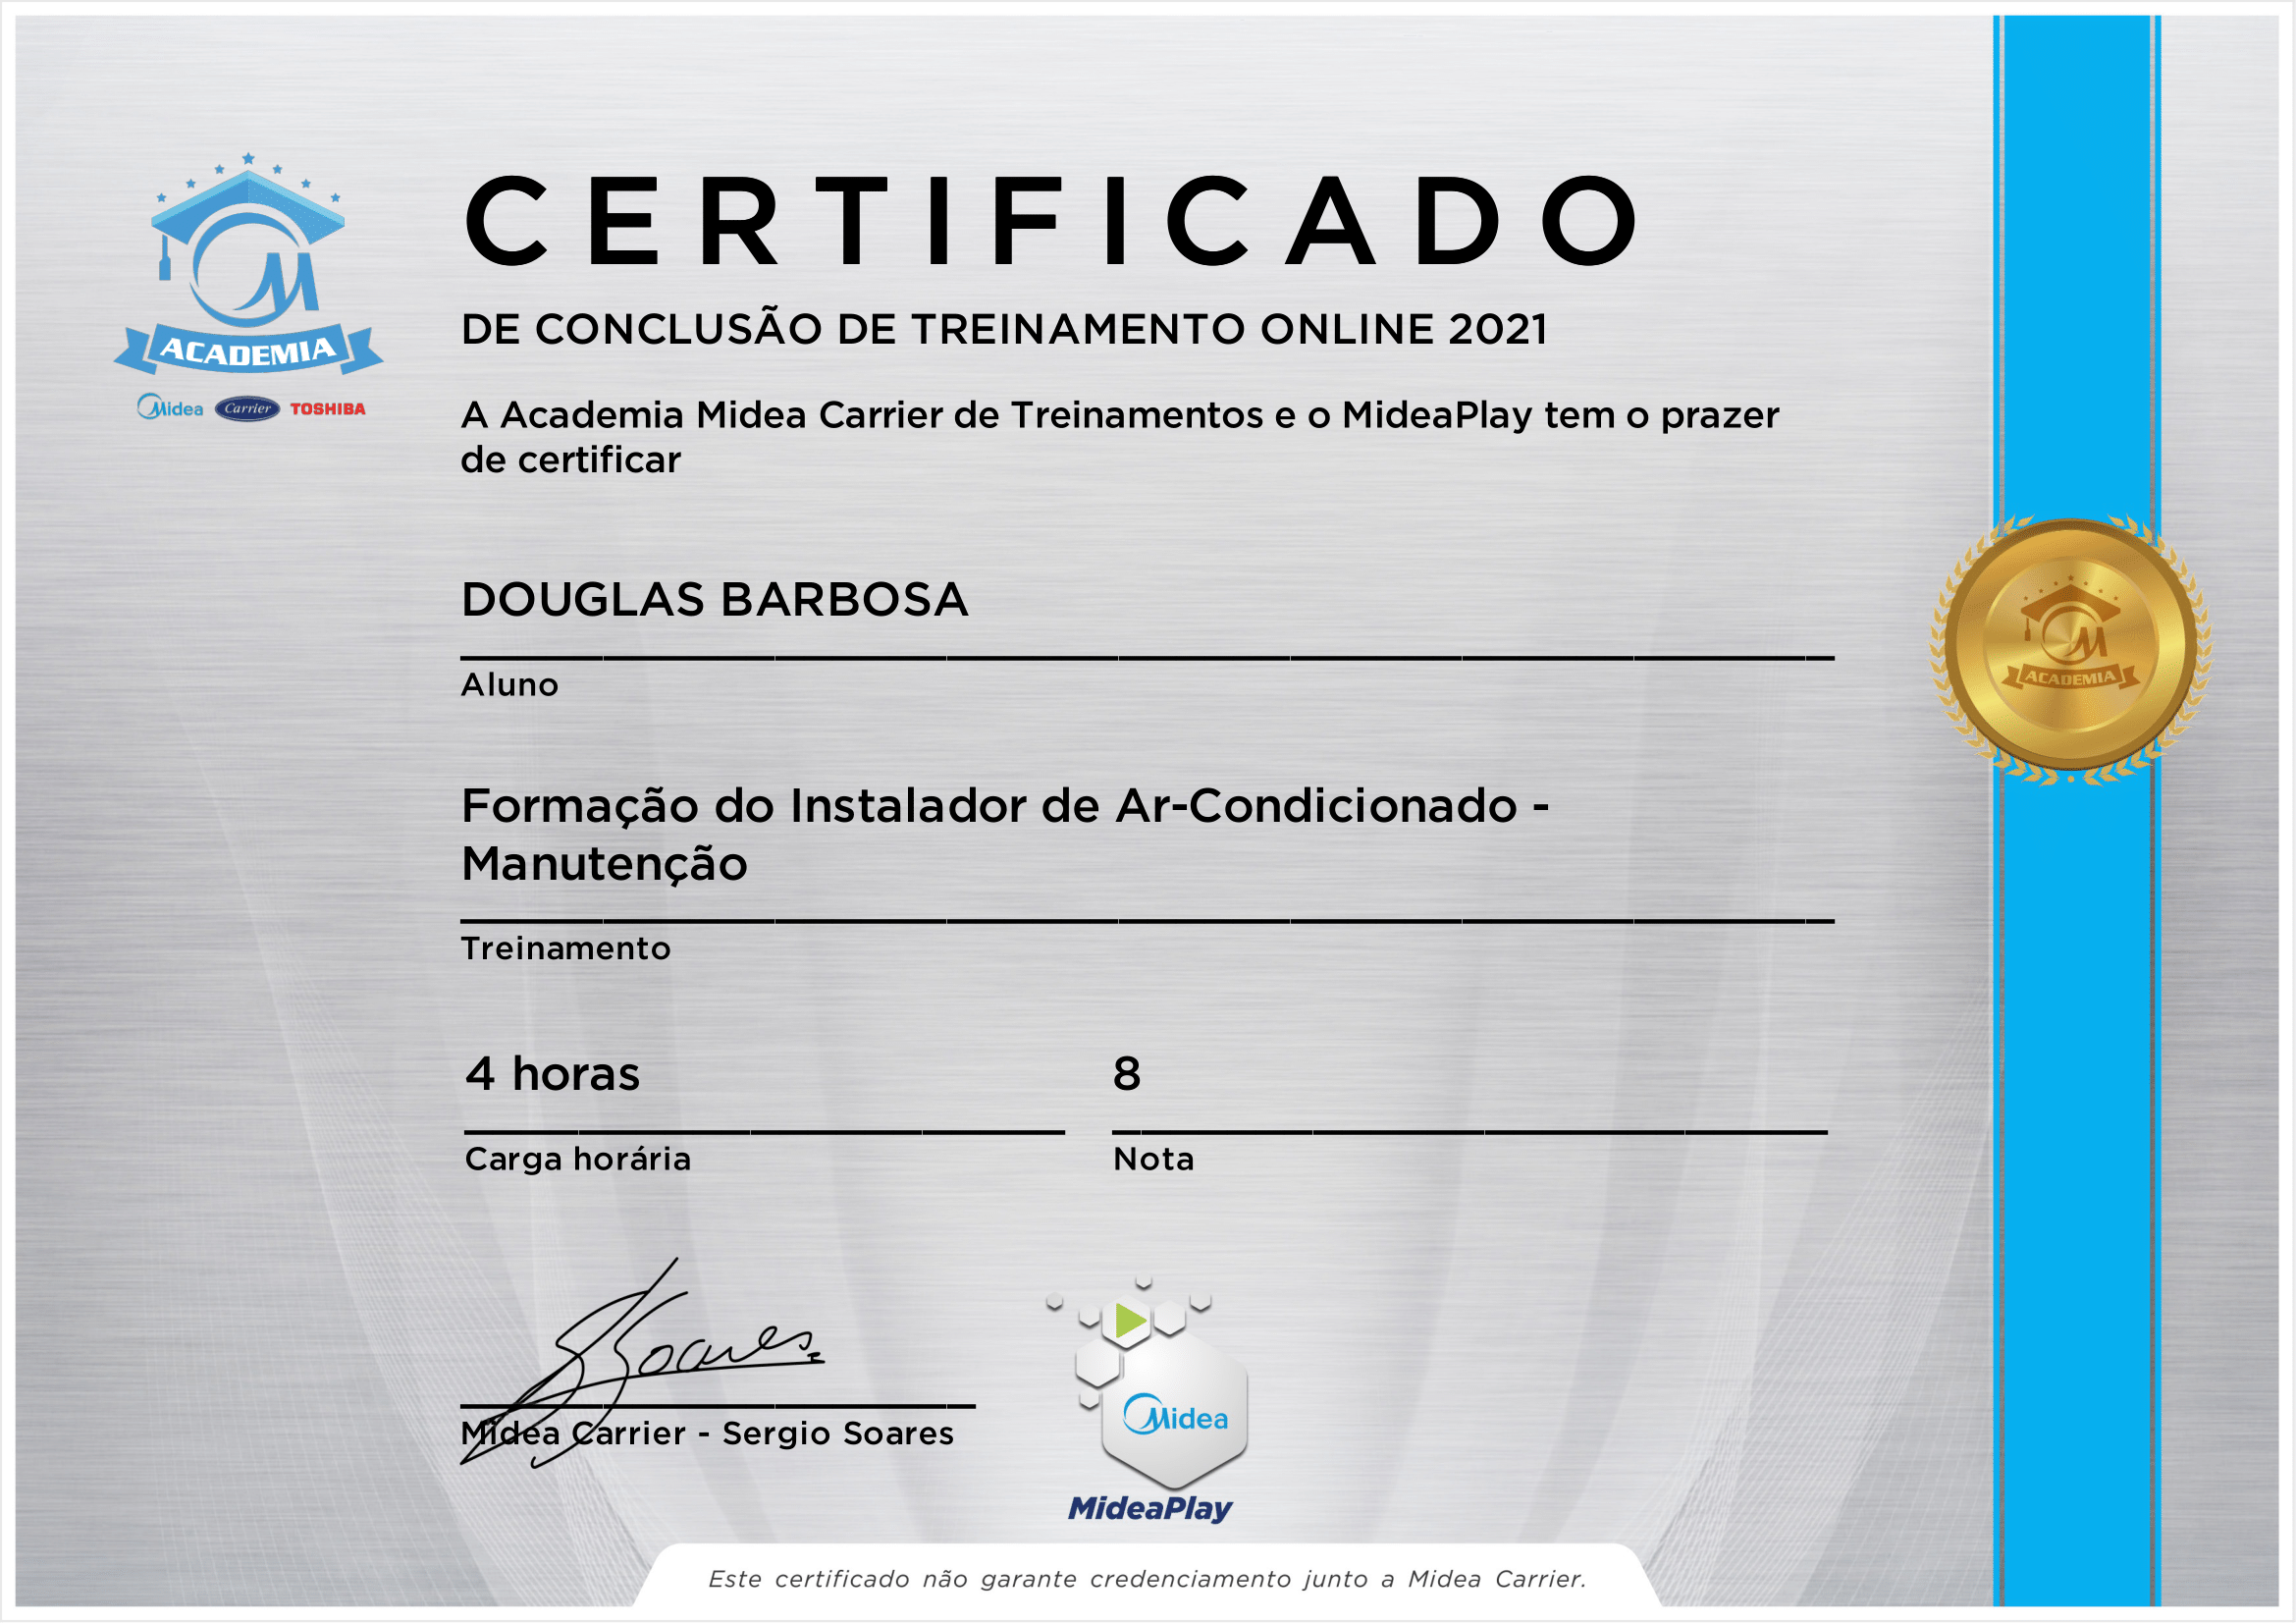 CERTIFICADO
DE CONCLUSÃO DE TREINAMENTO ONLINE 2021
ACADEMIA
Midea Carrier TOSHIBA
A Academia Midea Carrier de Treinamentos e o MideaPlay tem o prazer
de certificar
DOUGLAS BARBOSA
Aluno
ACADEMIA
Formação do Instalador de Ar-Condicionado -
Manutenção
Treinamento
4 horas
8
Carga horária
Nota
S Soares
Midea Carrier - Sergio Soares
Midea
MideaPlay
Este certificado não garante credenciamento junto a Midea Carrier.